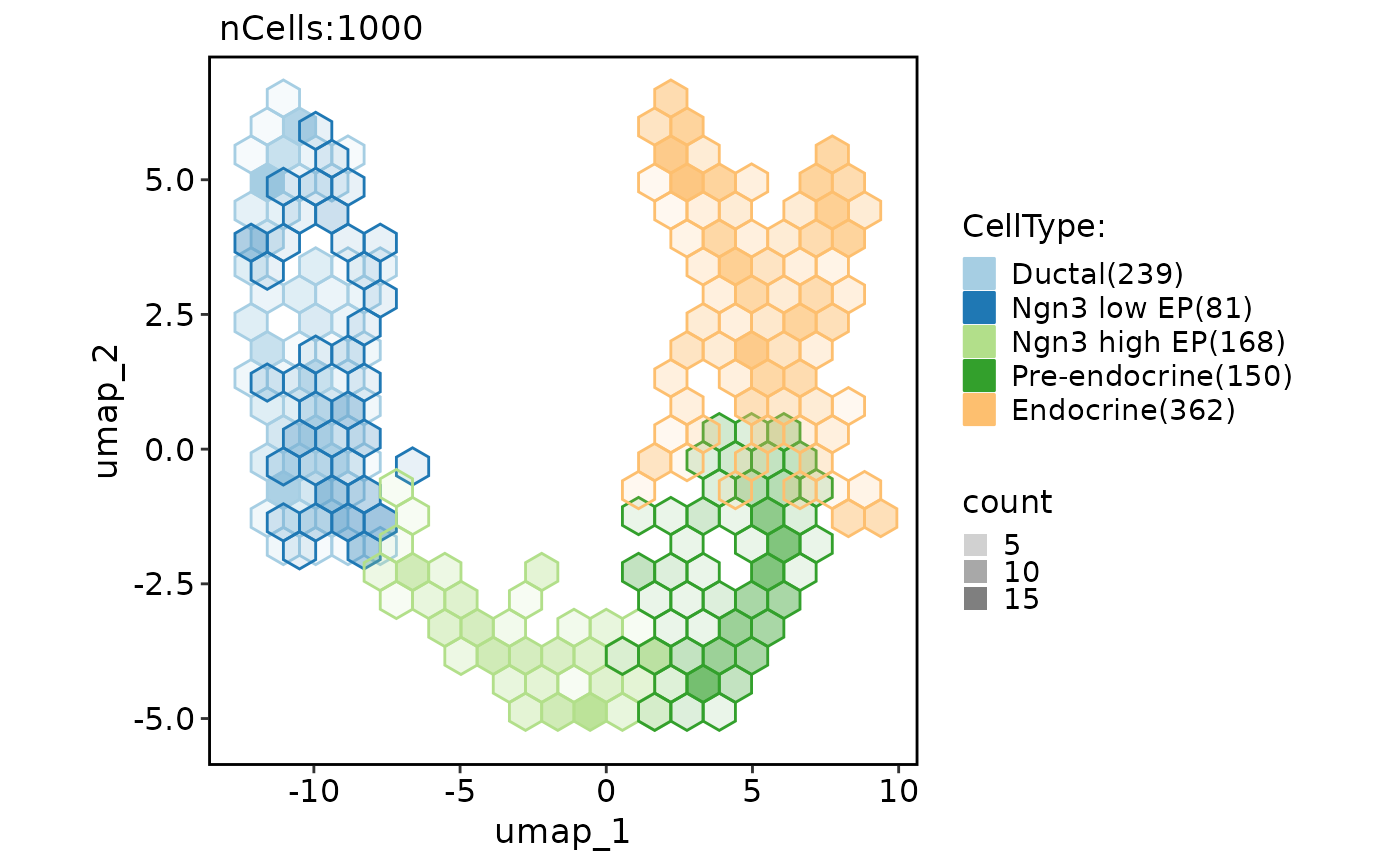 nCells:1000
umap_2
5.0
2.5
0.0
-2.5
-5.0
-10
-5
0
5
10
umap_1
CellType:
Ductal(239)
Ngn3 low EP(81)
Ngn3 high EP(168)
Pre-endocrine(150)
Endocrine(362)
count
5
10
15